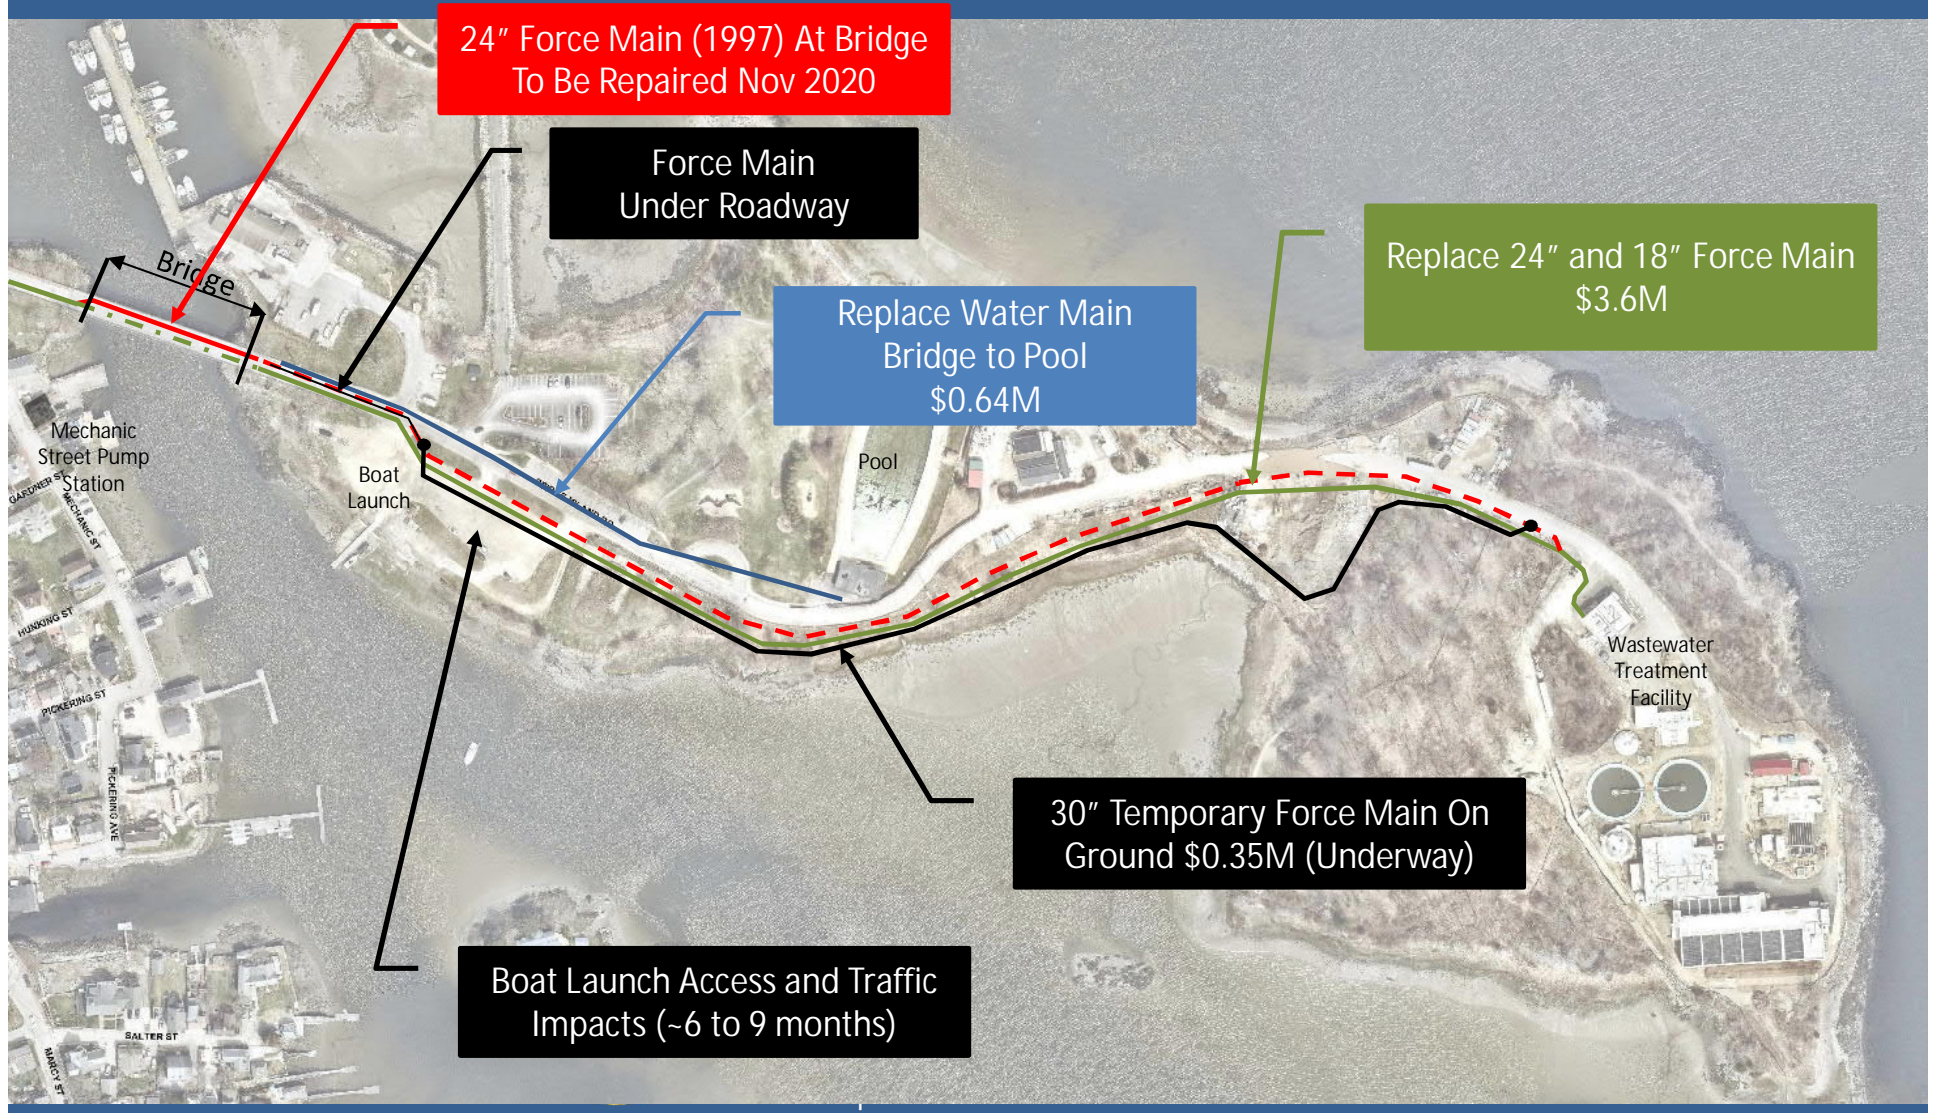 24″ Force Main (1997) At Bridge
To Be Repaired Nov 2020
Force Main
Under Roadway
Replace 24″ and 18″ Force Main
$3.6M
Bridge
Replace Water Main
Bridge to Pool
$0.64M
Mechanic
Street Pump
Station
Boat
Launch
Pool
GARDNER ST
MECHANIC ST
HUNKING ST
PICKERING ST
PICKERING AVE
Wastewater
Treatment
Facility
30″ Temporary Force Main On
Ground $0.35M (Underway)
Boat Launch Access and Traffic
Impacts (~6 to 9 months)
SALTER ST
MARCY ST